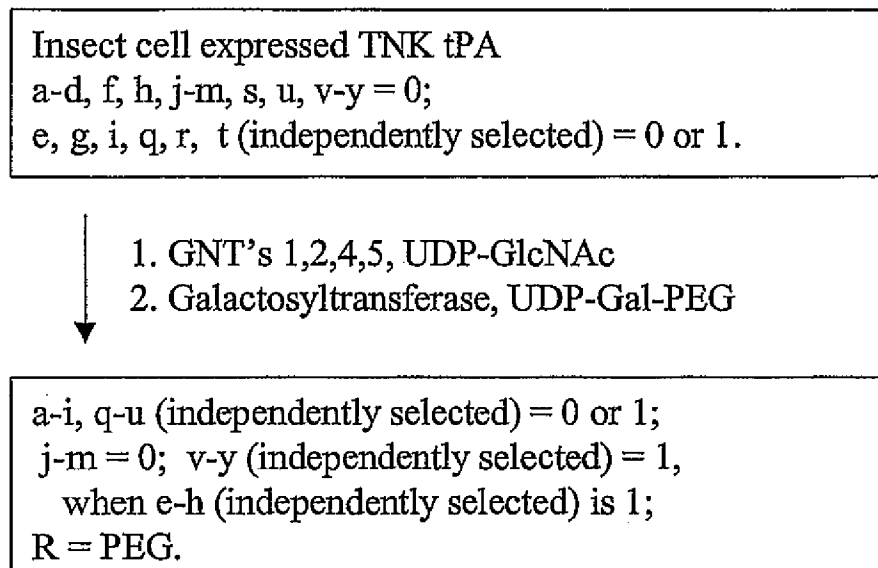 Insect cell expressed TNK tPA
a-d, f, h, j-m, s, u, v-y = 0;
e, g, i, q, r, t (independently selected) = 0 or 1.
1. GNT's 1,2,4,5, UDP-GlcNAc
2. Galactosyltransferase, UDP-Gal-PEG
a-i, q-u (independently selected) = 0 or 1;
j-m = 0; v-y (independently selected) = 1,
when e-h (independently selected) is 1;
R = PEG.